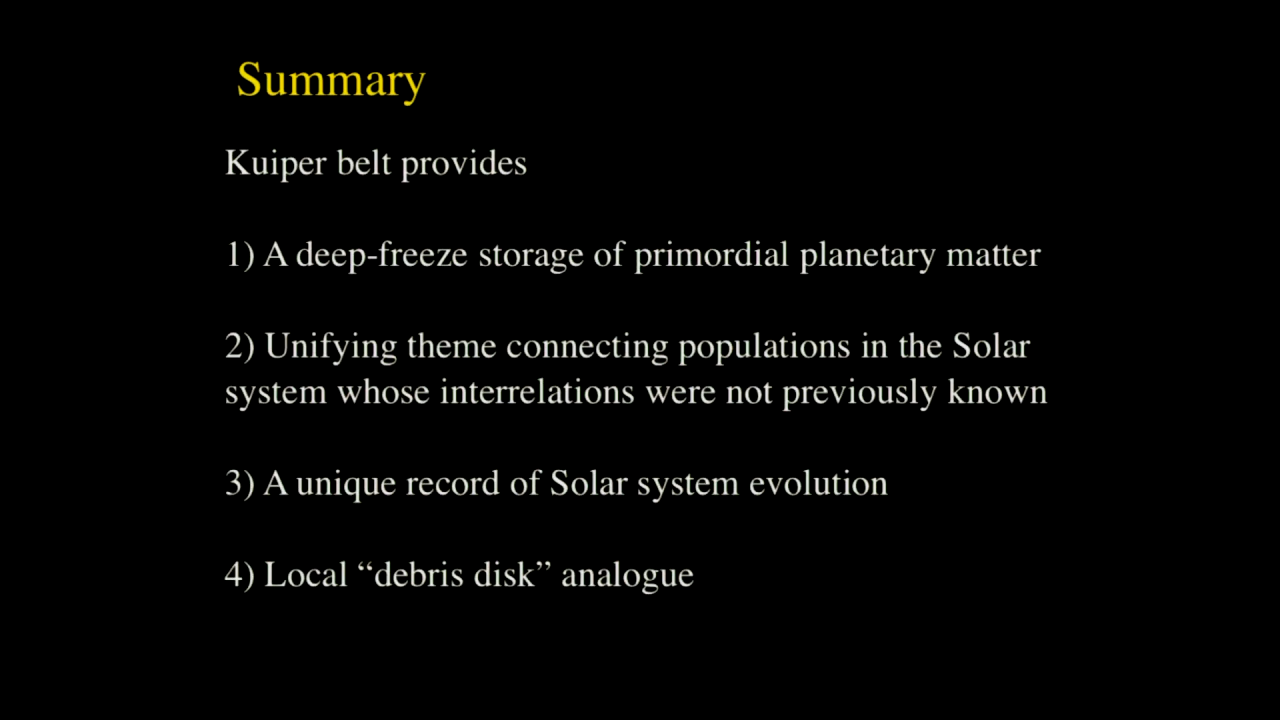 Summary
Kuiper belt provides
1) A deep-freeze storage of primordial planetary matter
2) Unifying theme connecting populations in the Solar
system whose interrelations were not previously known
3) A unique record of Solar system evolution
4) Local “debris disk” analogue